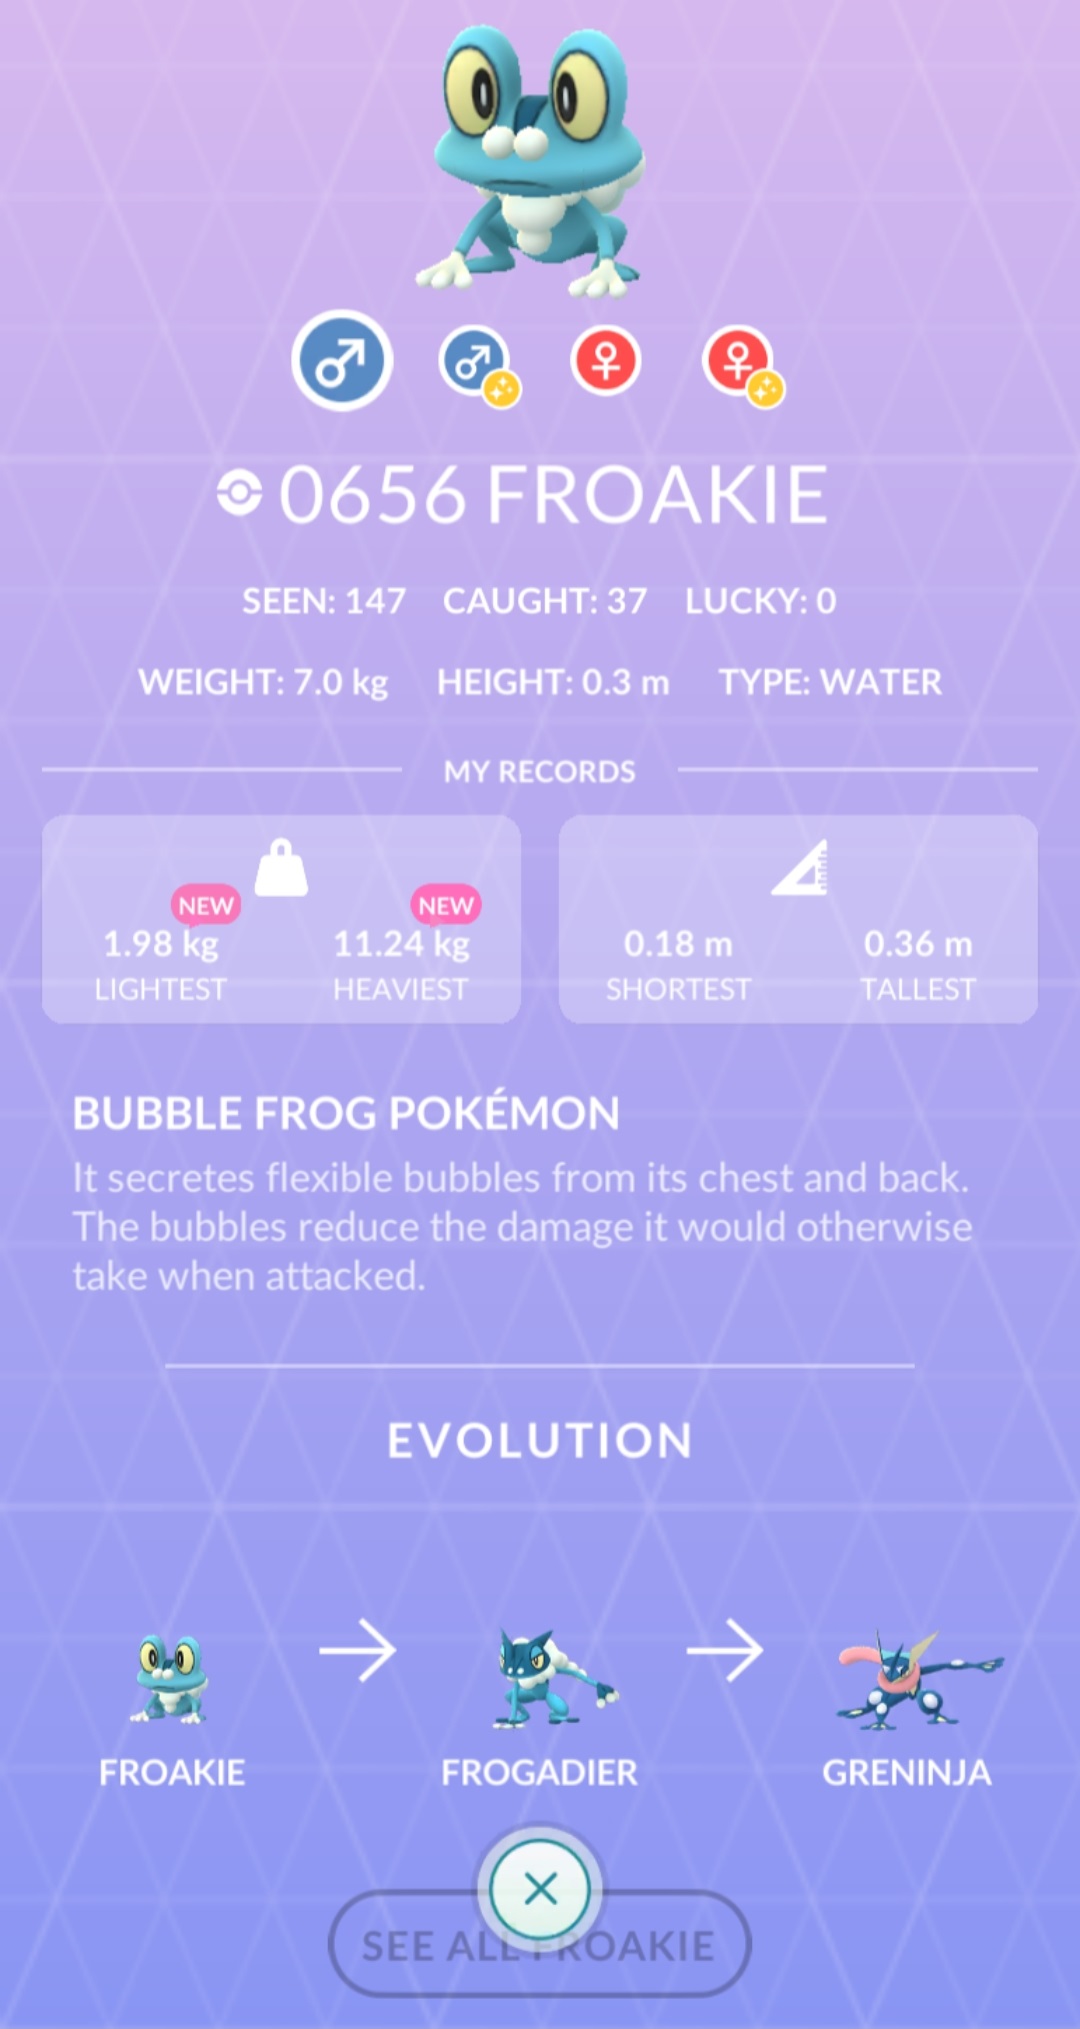 0656 FROAKIE
SEEN: 147 CAUGHT: 37 LUCKY: 0
WEIGHT: 7.0 kg HEIGHT: 0.3 m TYPE: WATER
MY RECORDS
NEW NEW
1.98 kg 11.24 kg 0.18 m 0.36 m
LIGHTEST HEAVIEST SHORTEST TALLEST
BUBBLE FROG POKÉMON
It secretes flexible bubbles from its chest and back.
The bubbles reduce the damage it would otherwise
take when attacked.
EVOLUTION
FROAKIE FROGADIER GRENINJA
SEE ALL FROAKIE